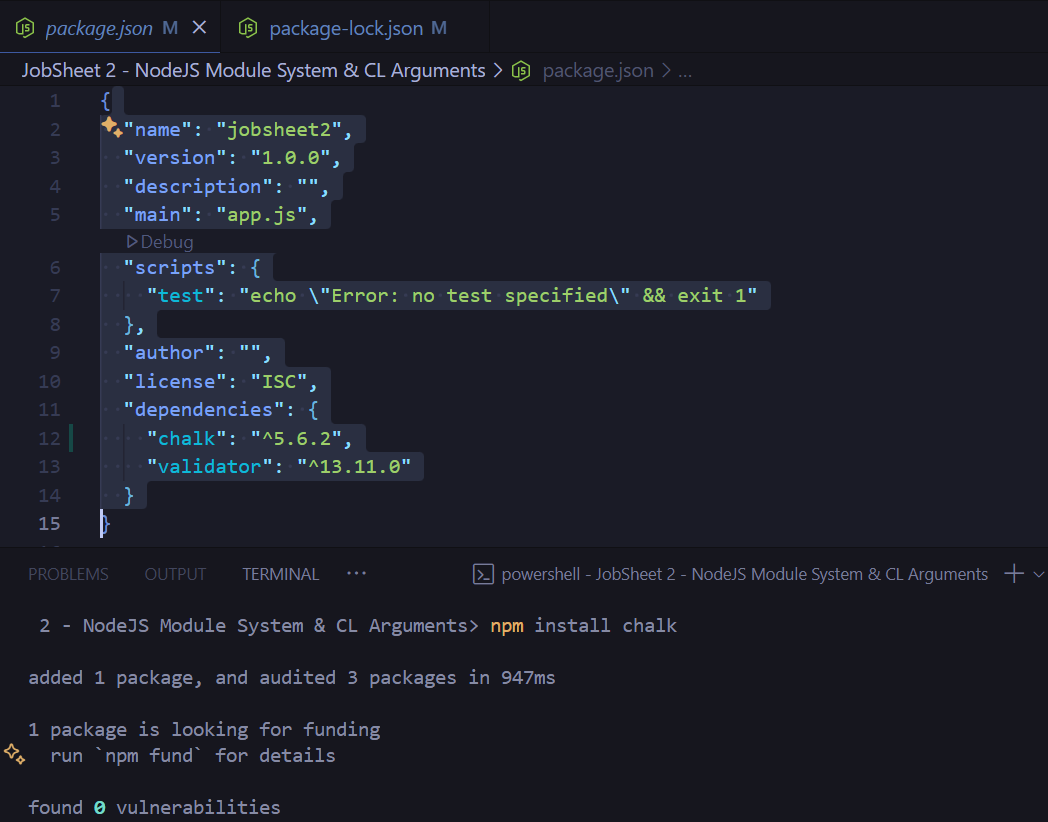 package.json M
package-lock.json M
JobSheet 2 - NodeJS Module System & CL Arguments > package.json > ...
1 {
2 "name": "jobsheet2",
3 "version": "1.0.0",
4 "description": "",
5 "main": "app.js",
Debug
6 "scripts": {
7 "test": "echo \"Error: no test specified\" && exit 1"
8 },
9 "author": "",
10 "license": "ISC",
11 "dependencies": {
12 "chalk": "^5.6.2",
13 "validator": "^13.11.0"
14 }
15 }
PROBLEMS OUTPUT TERMINAL ... powershell - JobSheet 2 - NodeJS Module System & CL Arguments
2 - NodeJS Module System & CL Arguments> npm install chalk
added 1 package, and audited 3 packages in 947ms
1 package is looking for funding
run `npm fund` for details
found 0 vulnerabilities